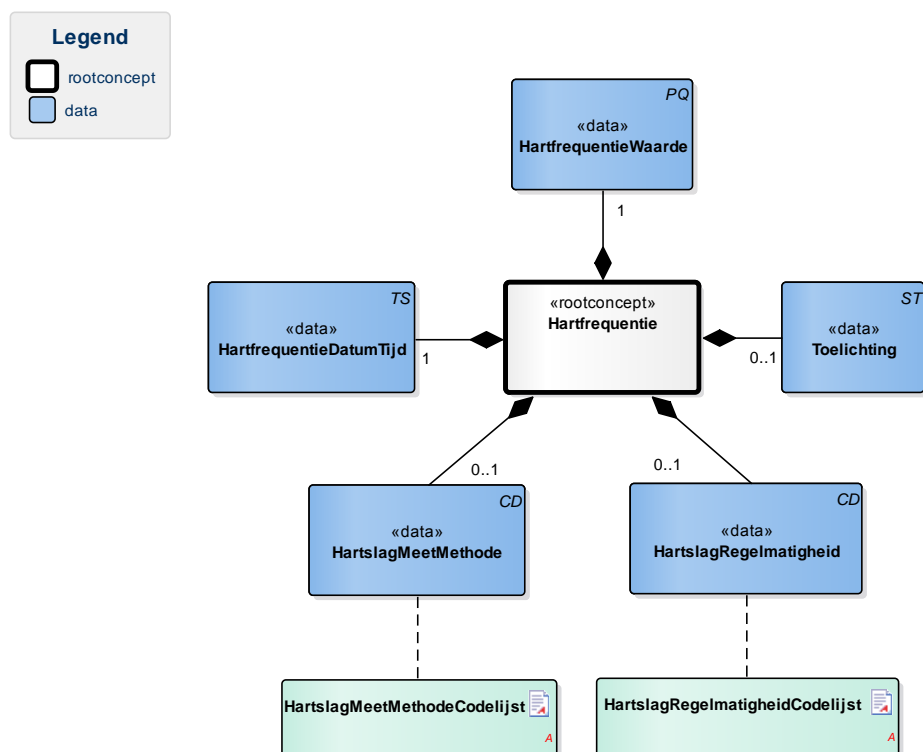 Legend
rootconcept
data
PQ
«data»
HartfrequentieWaarde
1
TS
«data»
HartfrequentieDatumTijd
1
«rootconcept»
Hartfrequentie
ST
«data»
Toelichting
0..1
0..1
0..1
CD
«data»
HartslagMeetMethode
CD
«data»
HartslagRegelmatigheid
HartslagMeetMethodeCodelijst
A
HartslagRegelmatigheidCodelijst
A